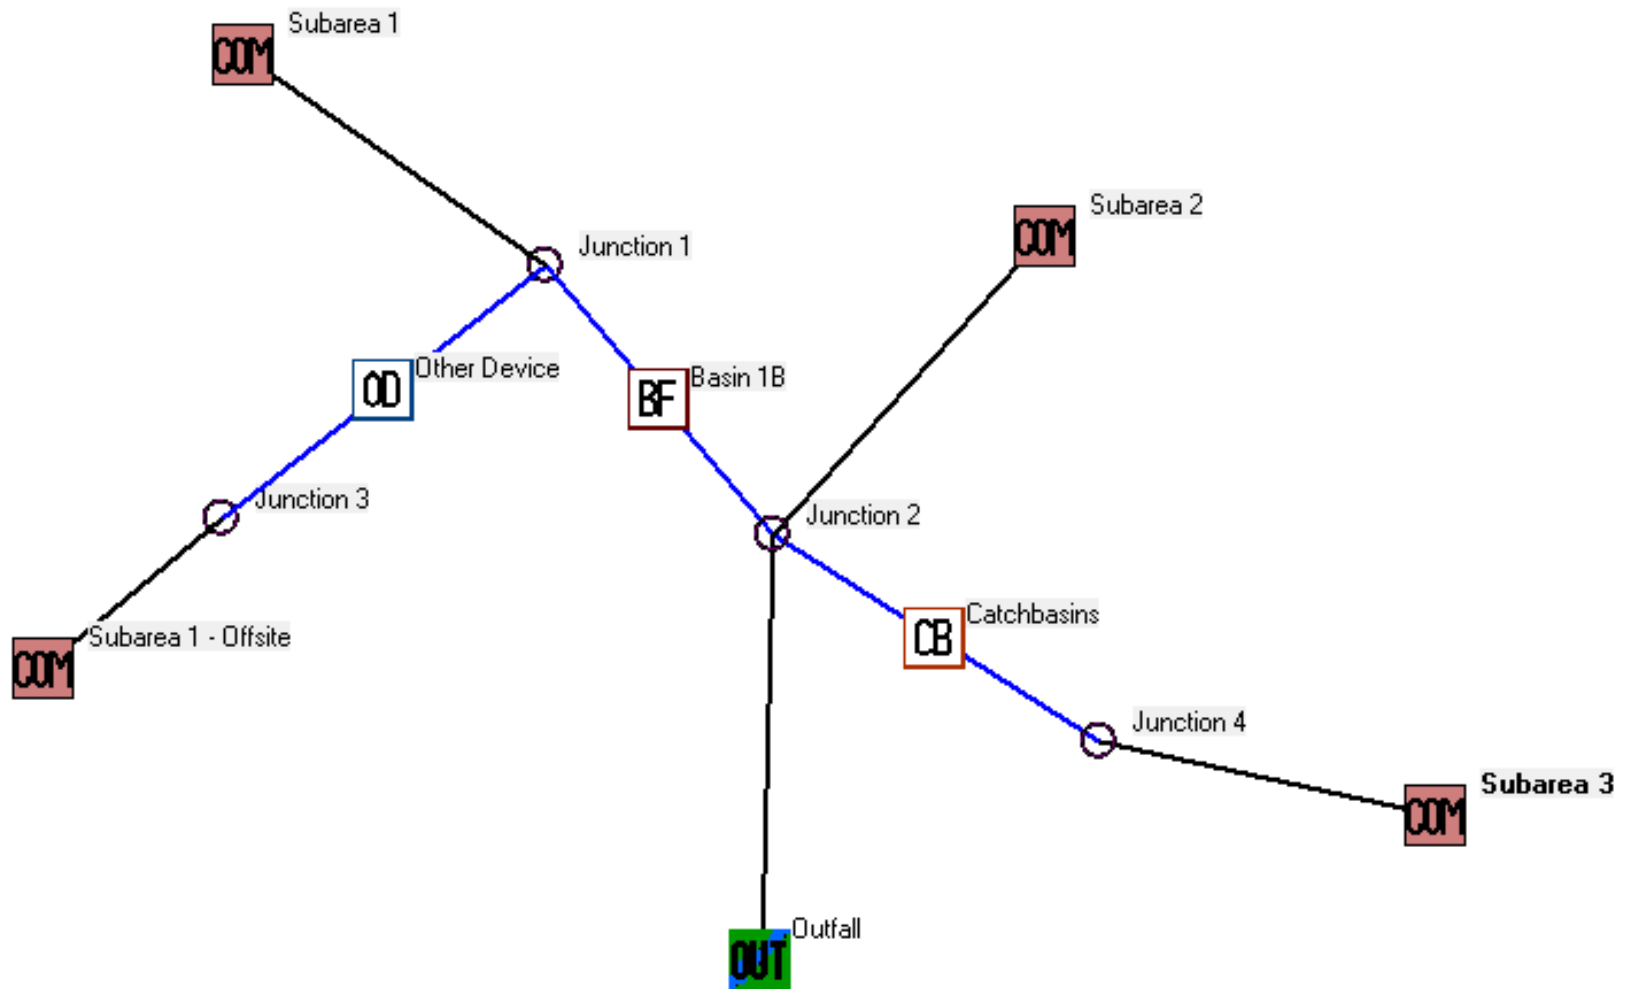 Subarea 1
COM
Subarea 2
COM
Junction 1
Other Device
OD
Basin 1B
BF
Junction 3
Junction 2
Catchbasins
CB
Subarea 1 - Offsite
COM
Junction 4
Subarea 3
COM
Outfall
OUT